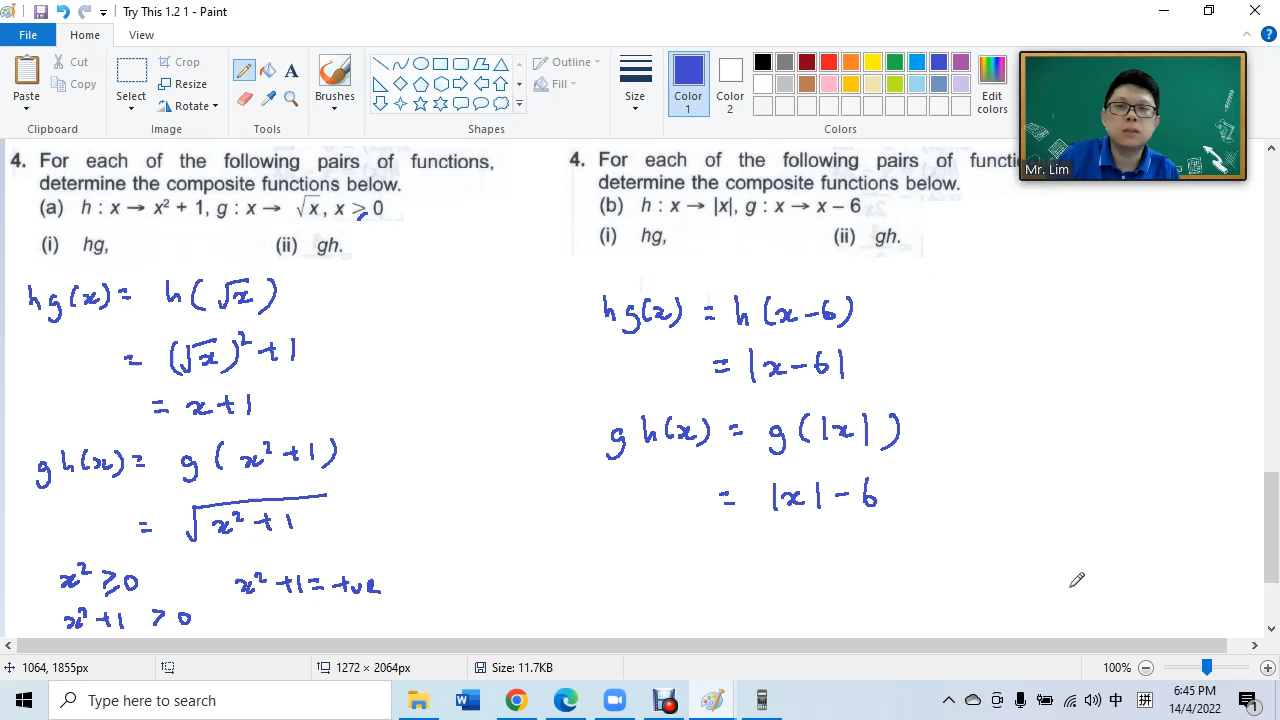 Try This 1.2 1 - Paint
File Home View
Paste Cut Copy
Clipboard
Select Crop Resize Rotate
Image
A
Tools
Brushes
Outline Fill
Shapes
Size
Color 1 Color 2
Edit colors
Colors
Mr. Lim
4. For each of the following pairs of functions,
determine the composite functions below.
(a) h : x → x² + 1, g : x → √x, x ⩾ 0
(i) hg, (ii) gh.
hg(x) = h(√x)
= (√x)² + 1
= x + 1
gh(x) = g(x² + 1)
= √(x² + 1)
x² ≥ 0 x² + 1 = +ve
x² + 1 > 0
4. For each of the following pairs of functi
determine the composite functions below.
(b) h : x → |x|, g : x → x – 6
(i) hg, (ii) gh.
hg(x) = h(x – 6)
= |x – 6|
gh(x) = g(|x|)
= |x| – 6
1064, 1855px 1272 × 2064px Size: 11.7KB 100%
Type here to search
中 拼 6:45 PM
14/4/2022 1